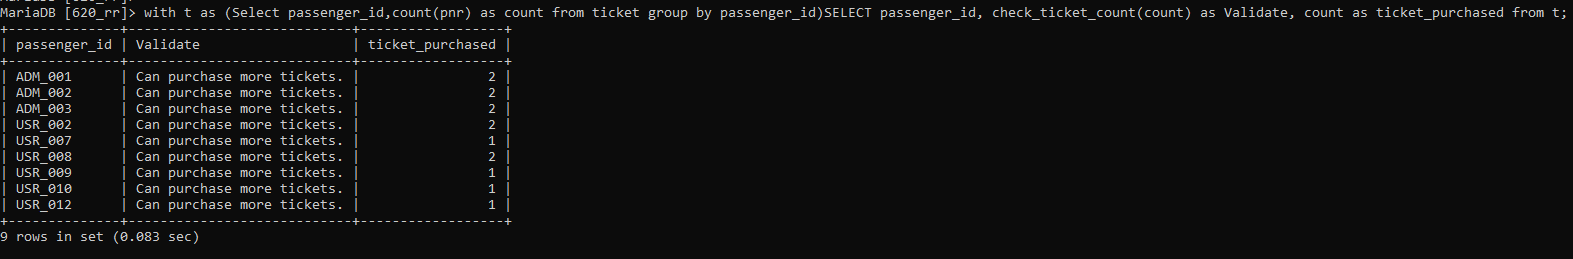 MariaDB [620_rr]> with t as (Select passenger_id,count(pnr) as count from ticket group by passenger_id)SELECT passenger_id, check_ticket_count(count) as Validate, count as ticket_purchased from t;
+--------------+----------------------------+------------------+
| passenger_id | Validate                   | ticket_purchased |
+--------------+----------------------------+------------------+
| ADM_001      | Can purchase more tickets. |                2 |
| ADM_002      | Can purchase more tickets. |                2 |
| ADM_003      | Can purchase more tickets. |                2 |
| USR_002      | Can purchase more tickets. |                2 |
| USR_007      | Can purchase more tickets. |                1 |
| USR_008      | Can purchase more tickets. |                2 |
| USR_009      | Can purchase more tickets. |                1 |
| USR_010      | Can purchase more tickets. |                1 |
| USR_012      | Can purchase more tickets. |                1 |
+--------------+----------------------------+------------------+
9 rows in set (0.083 sec)